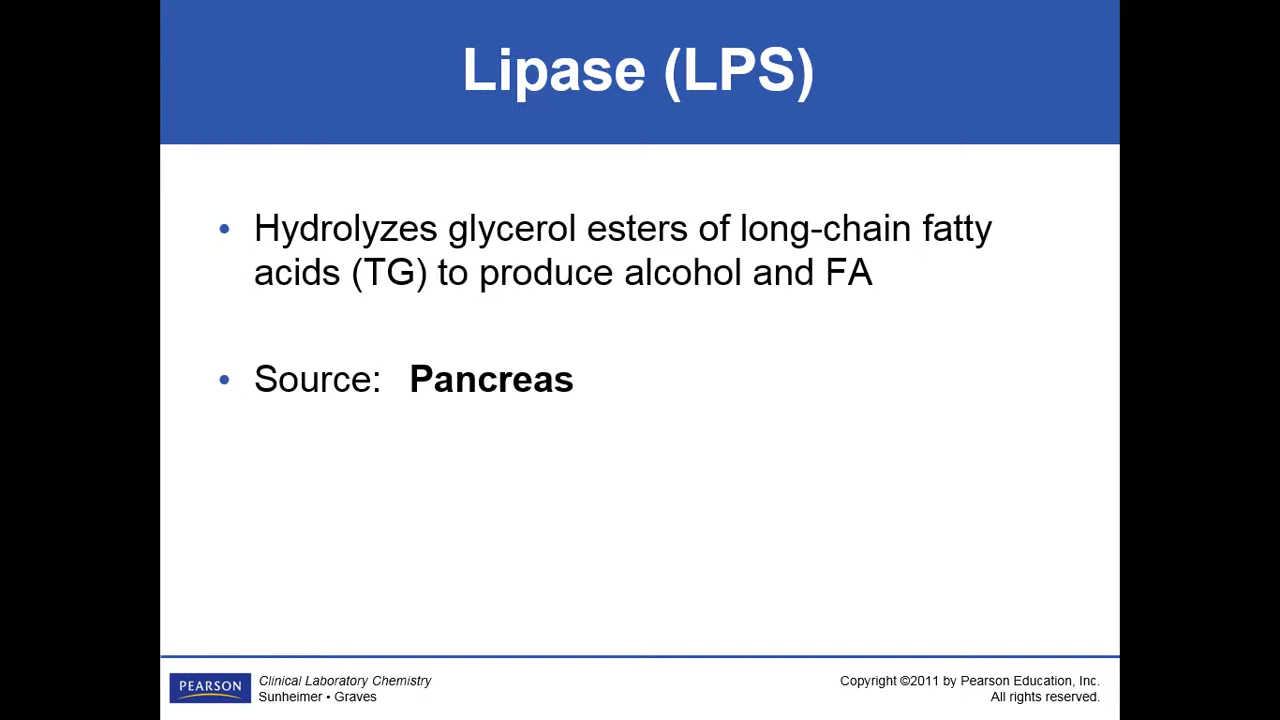 Lipase (LPS)
• Hydrolyzes glycerol esters of long-chain fatty
acids (TG) to produce alcohol and FA
• Source: Pancreas
PEARSON
Clinical Laboratory Chemistry
Sunheimer • Graves
Copyright ©2011 by Pearson Education, Inc.
All rights reserved.